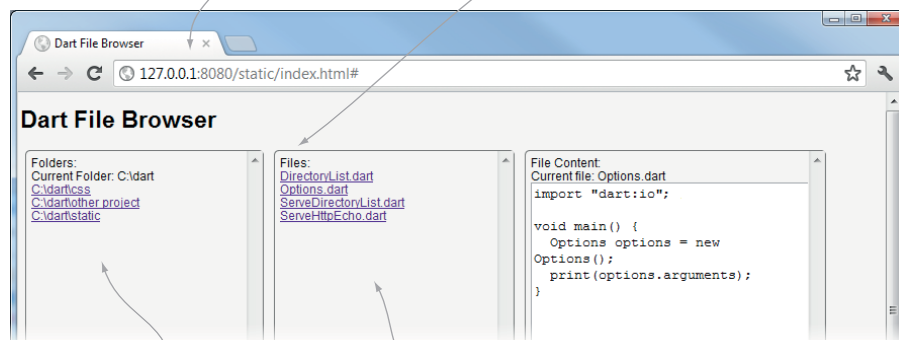 Dart File Browser
127.0.0.1:8080/static/index.html#
Dart File Browser
Folders:
Current Folder: C:\dart
C:\dart\css
C:\dart\other project
C:\dart\static
Files:
DirectoryList.dart
Options.dart
ServeDirectoryList.dart
ServeHttpEcho.dart
File Content:
Current file: Options.dart
import "dart:io";
void main() {
Options options = new
Options();
print(options.arguments);
}